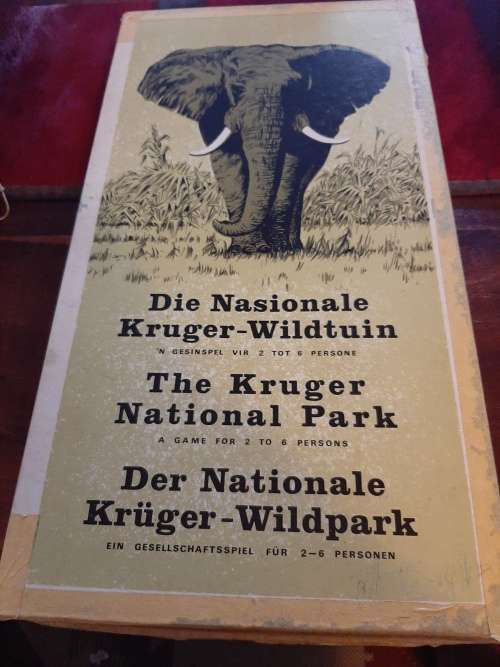 Die Nasionale
Kruger-Wildtuin
'N GESINSPEL VIR 2 TOT 6 PERSONE
The Kruger
National Park
A GAME FOR 2 TO 6 PERSONS
Der Nationale
Krüger-Wildpark
EIN GESELLSCHAFTSSPIEL FÜR 2–6 PERSONEN